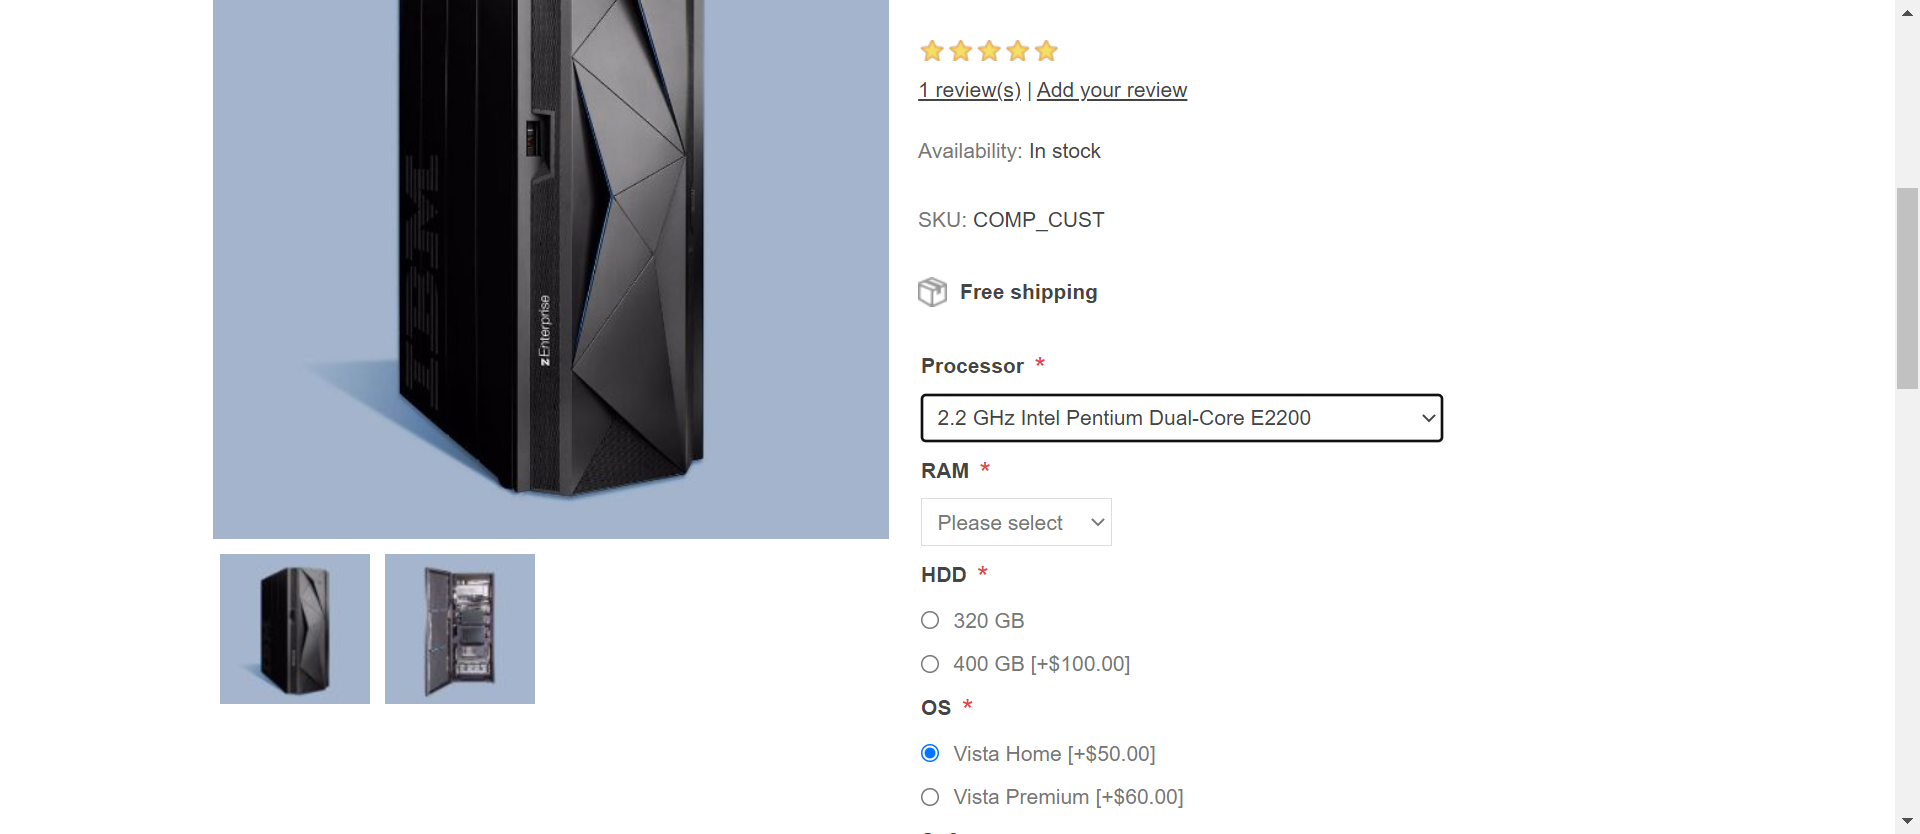 IBM
zEnterprise
1 review(s) | Add your review
Availability: In stock
SKU: COMP_CUST
Free shipping
Processor *
2.2 GHz Intel Pentium Dual-Core E2200
RAM *
Please select
HDD *
320 GB
400 GB [+$100.00]
OS *
Vista Home [+$50.00]
Vista Premium [+$60.00]